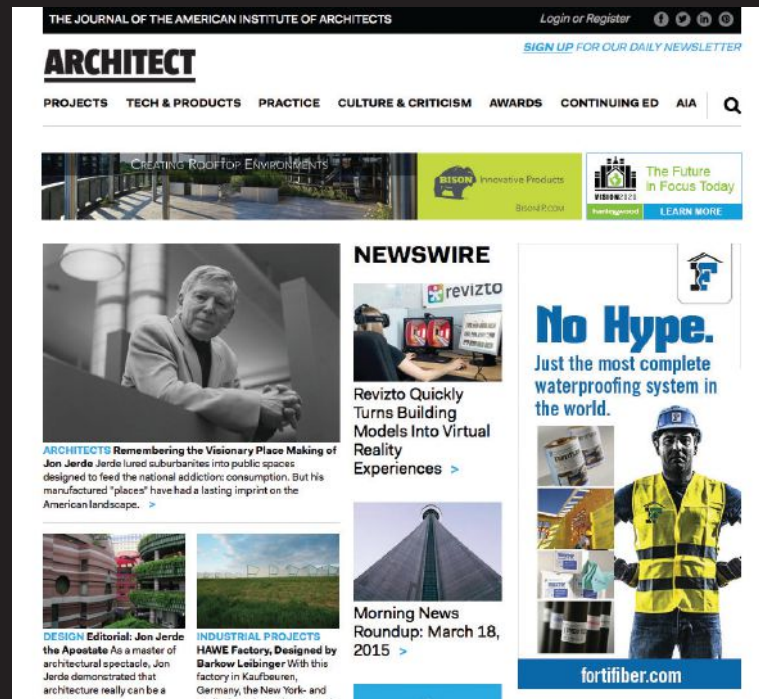 THE JOURNAL OF THE AMERICAN INSTITUTE OF ARCHITECTS
Login or Register
SIGN UP FOR OUR DAILY NEWSLETTER
ARCHITECT
PROJECTS TECH & PRODUCTS PRACTICE CULTURE & CRITICISM AWARDS CONTINUING ED AIA
CREATING ROOFTOP ENVIRONMENTS
BISON Innovative Products
BISONIP.COM
VISION2020
The Future
In Focus Today
hanleywood
LEARN MORE
ARCHITECTS Remembering the Visionary Place Making of
Jon Jerde Jerde lured suburbanites into public spaces
designed to feed the national addiction: consumption. But his
manufactured "places" have had a lasting imprint on the
American landscape. >
DESIGN Editorial: Jon Jerde
the Apostate As a master of
architectural spectacle, Jon
Jerde demonstrated that
architecture really can be a
INDUSTRIAL PROJECTS
HAWE Factory, Designed by
Barkow Leibinger With this
factory in Kaufbeuren,
Germany, the New York- and
NEWSWIRE
revizto
Revizto Quickly
Turns Building
Models Into Virtual
Reality
Experiences >
Morning News
Roundup: March 18,
2015 >
No Hype.
Just the most complete
waterproofing system in
the world.
fortifiber.com